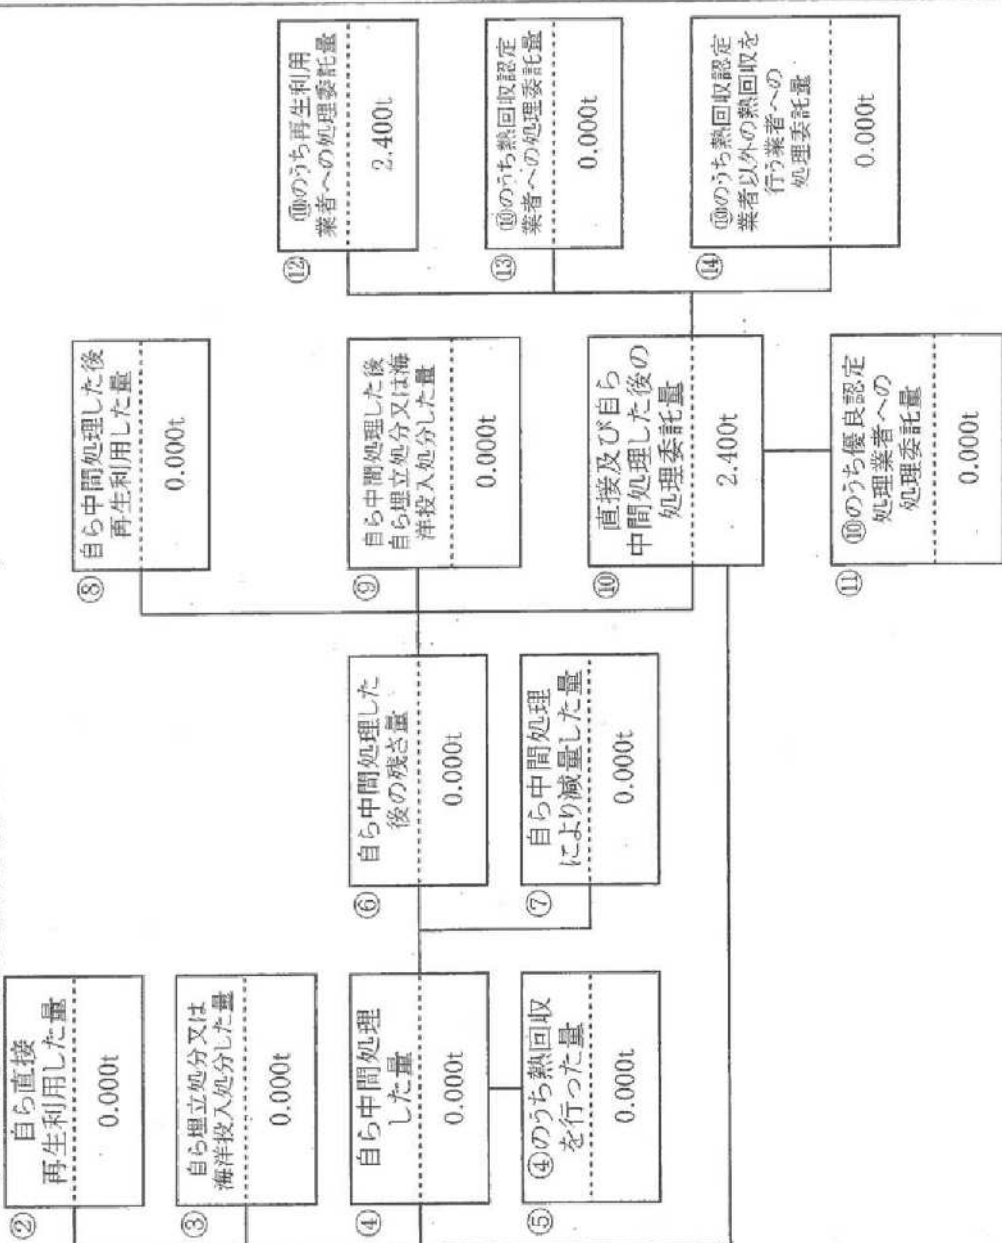 ②
自ら直接
再生利用した量
0.000t
③
自ら埋立処分又は
海洋投入処分した量
0.000t
④
自ら中間処理
した量
0.000t
⑤
④のうち熱回収
を行った量
0.000t
⑥
自ら中間処理した
後の残さ量
0.000t
⑦
自ら中間処理
により減量した量
0.000t
⑧
自ら中間処理した後
再生利用した量
0.000t
⑨
自ら中間処理した後
自ら埋立処分又は海
洋投入処分した量
0.000t
⑩
直接及び自ら
中間処理した後の
処理委託量
2.400t
⑪
⑩のうち優良認定
処理業者への
処理委託量
0.000t
⑫
⑩のうち再生利用
業者への処理委託量
2.400t
⑬
⑩のうち熱回収認定
業者への処理委託量
0.000t
⑭
⑩のうち熱回収認定
業者以外の熱回収を
行う業者への
処理委託量
0.000t